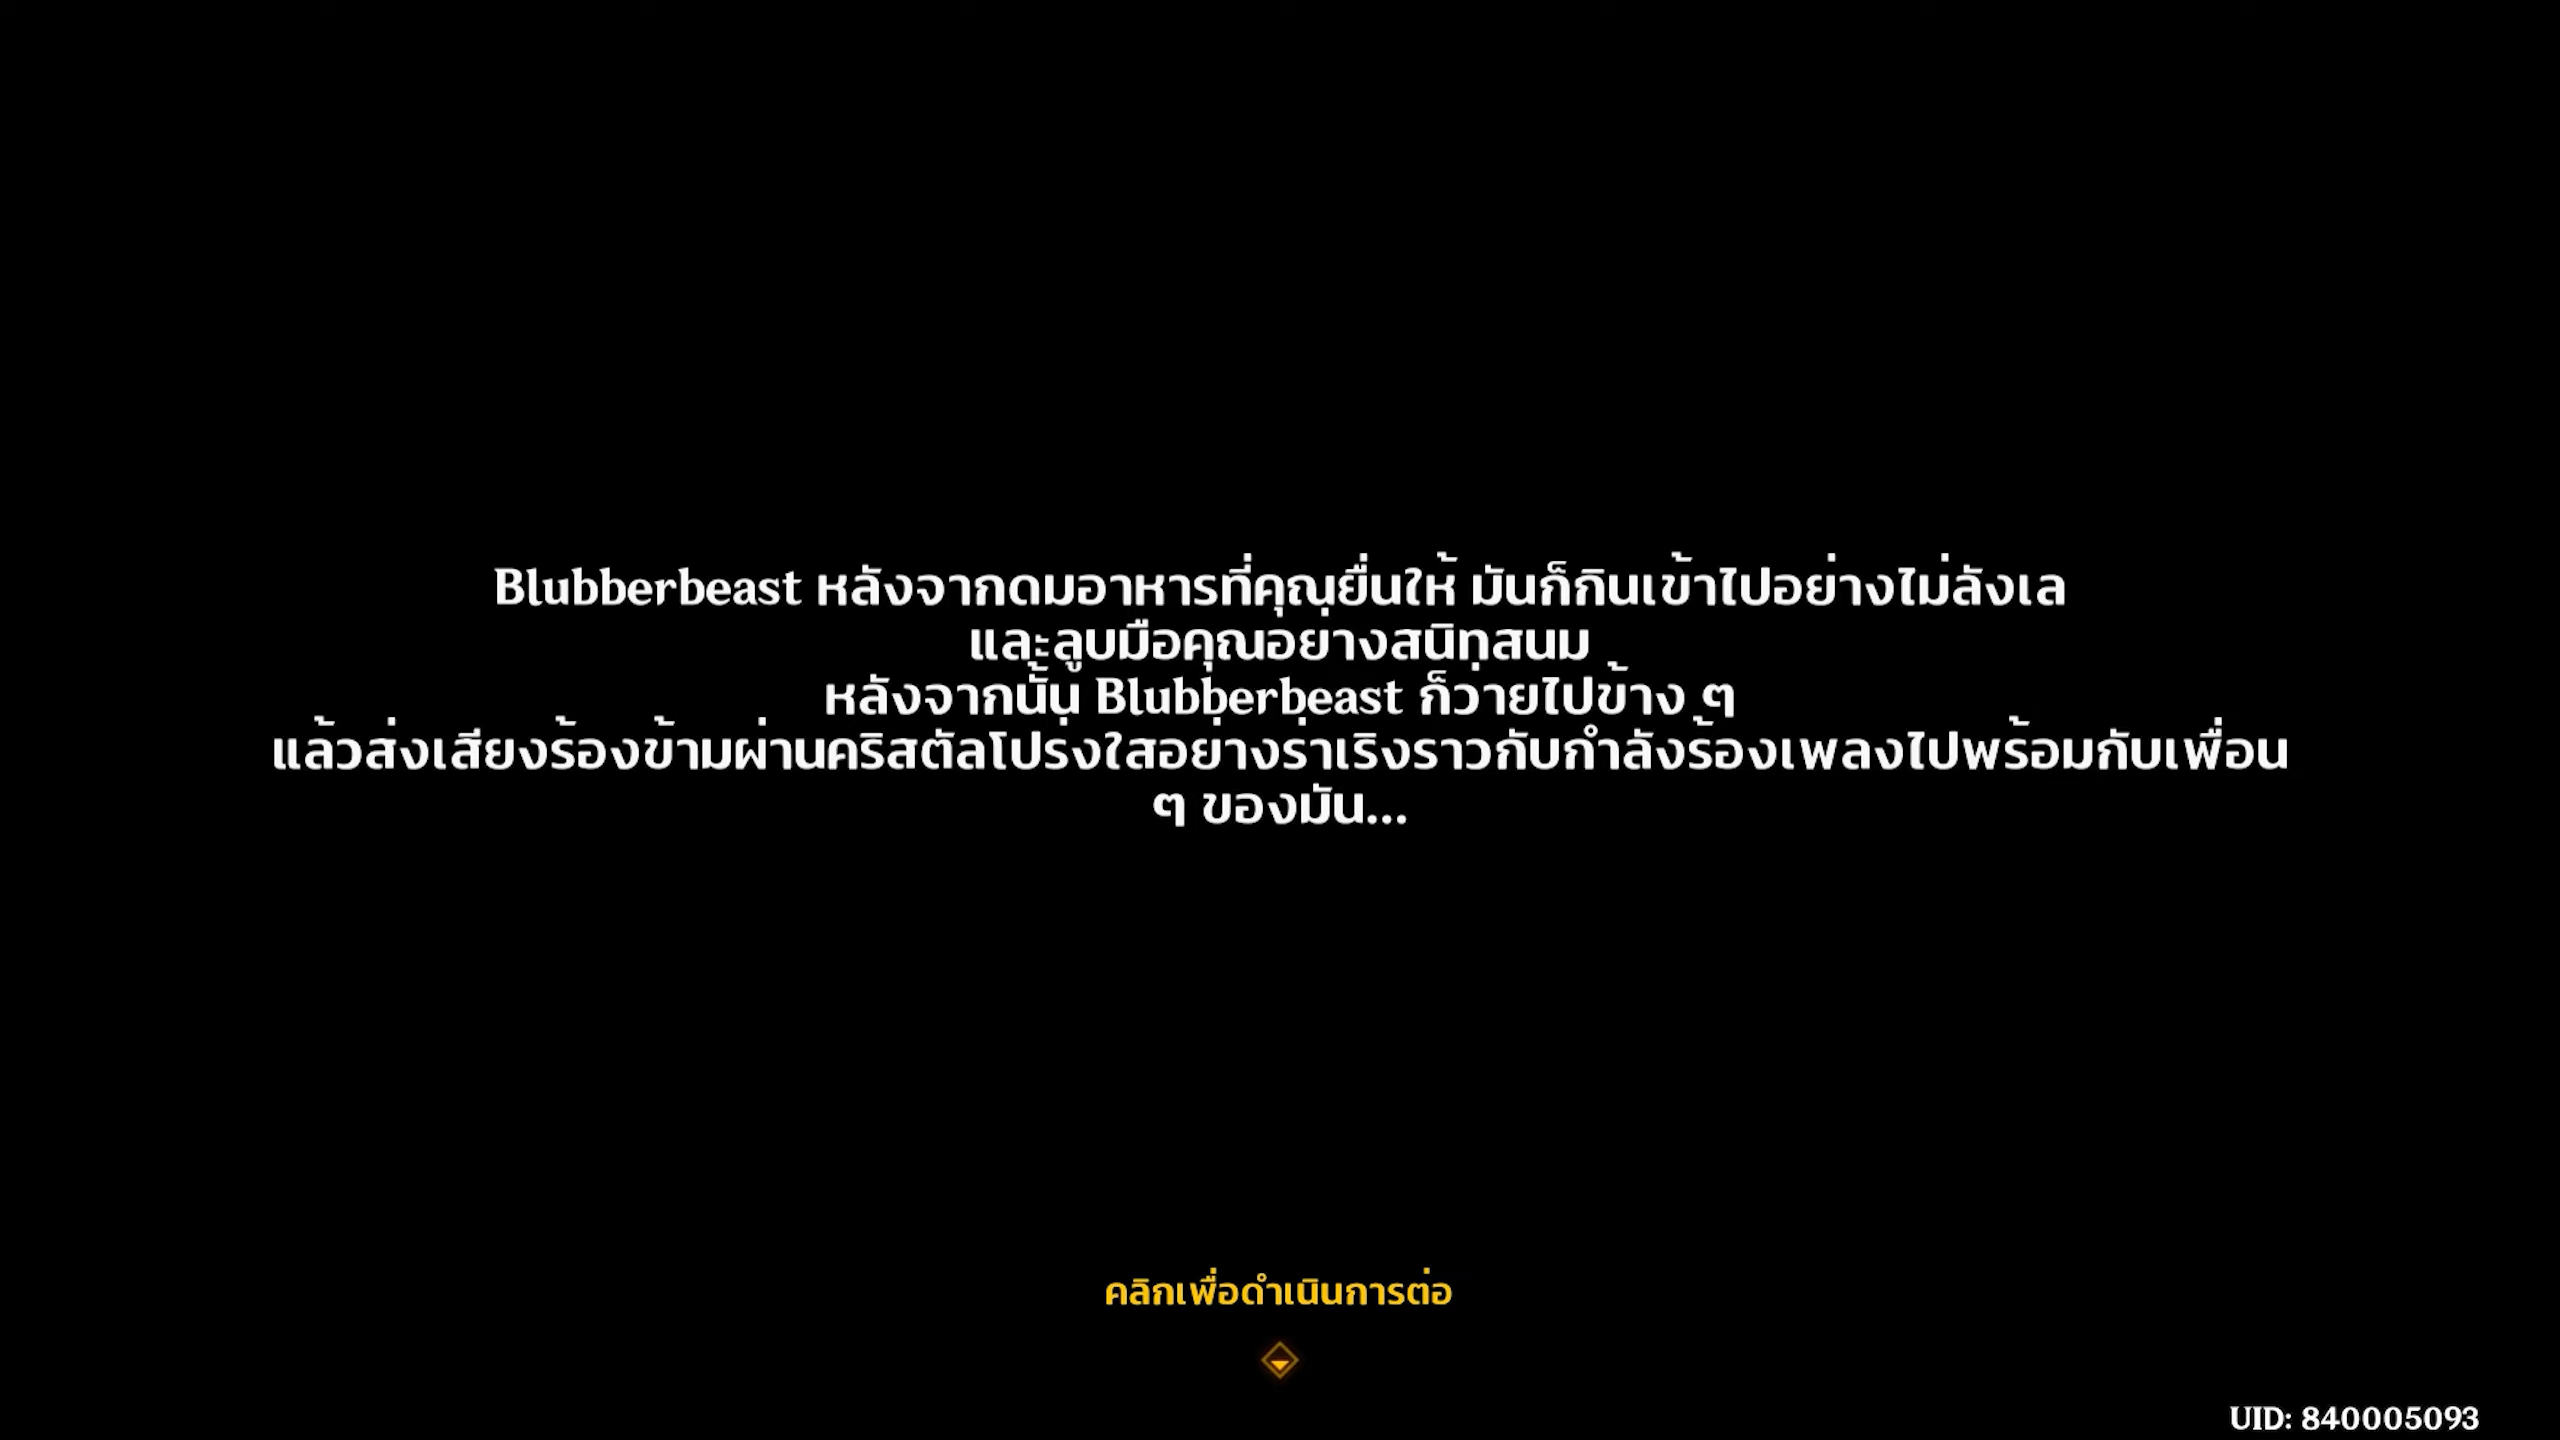 Blubberbeast หลังจากดมอาหารที่คุณยื่นให้ มันก็กินเข้าไปอย่างไม่ลังเล
และลูบมือคุณอย่างสนิทสนม
หลังจากนั้น Blubberbeast ก็ว่ายไปข้าง ๆ
แล้วส่งเสียงร้องข้ามผ่านคริสตัลโปร่งใสอย่างร่าเริงราวกับกำลังร้องเพลงไปพร้อมกับเพื่อน
ๆ ของมัน...
คลิกเพื่อดำเนินการต่อ
UID: 840005093